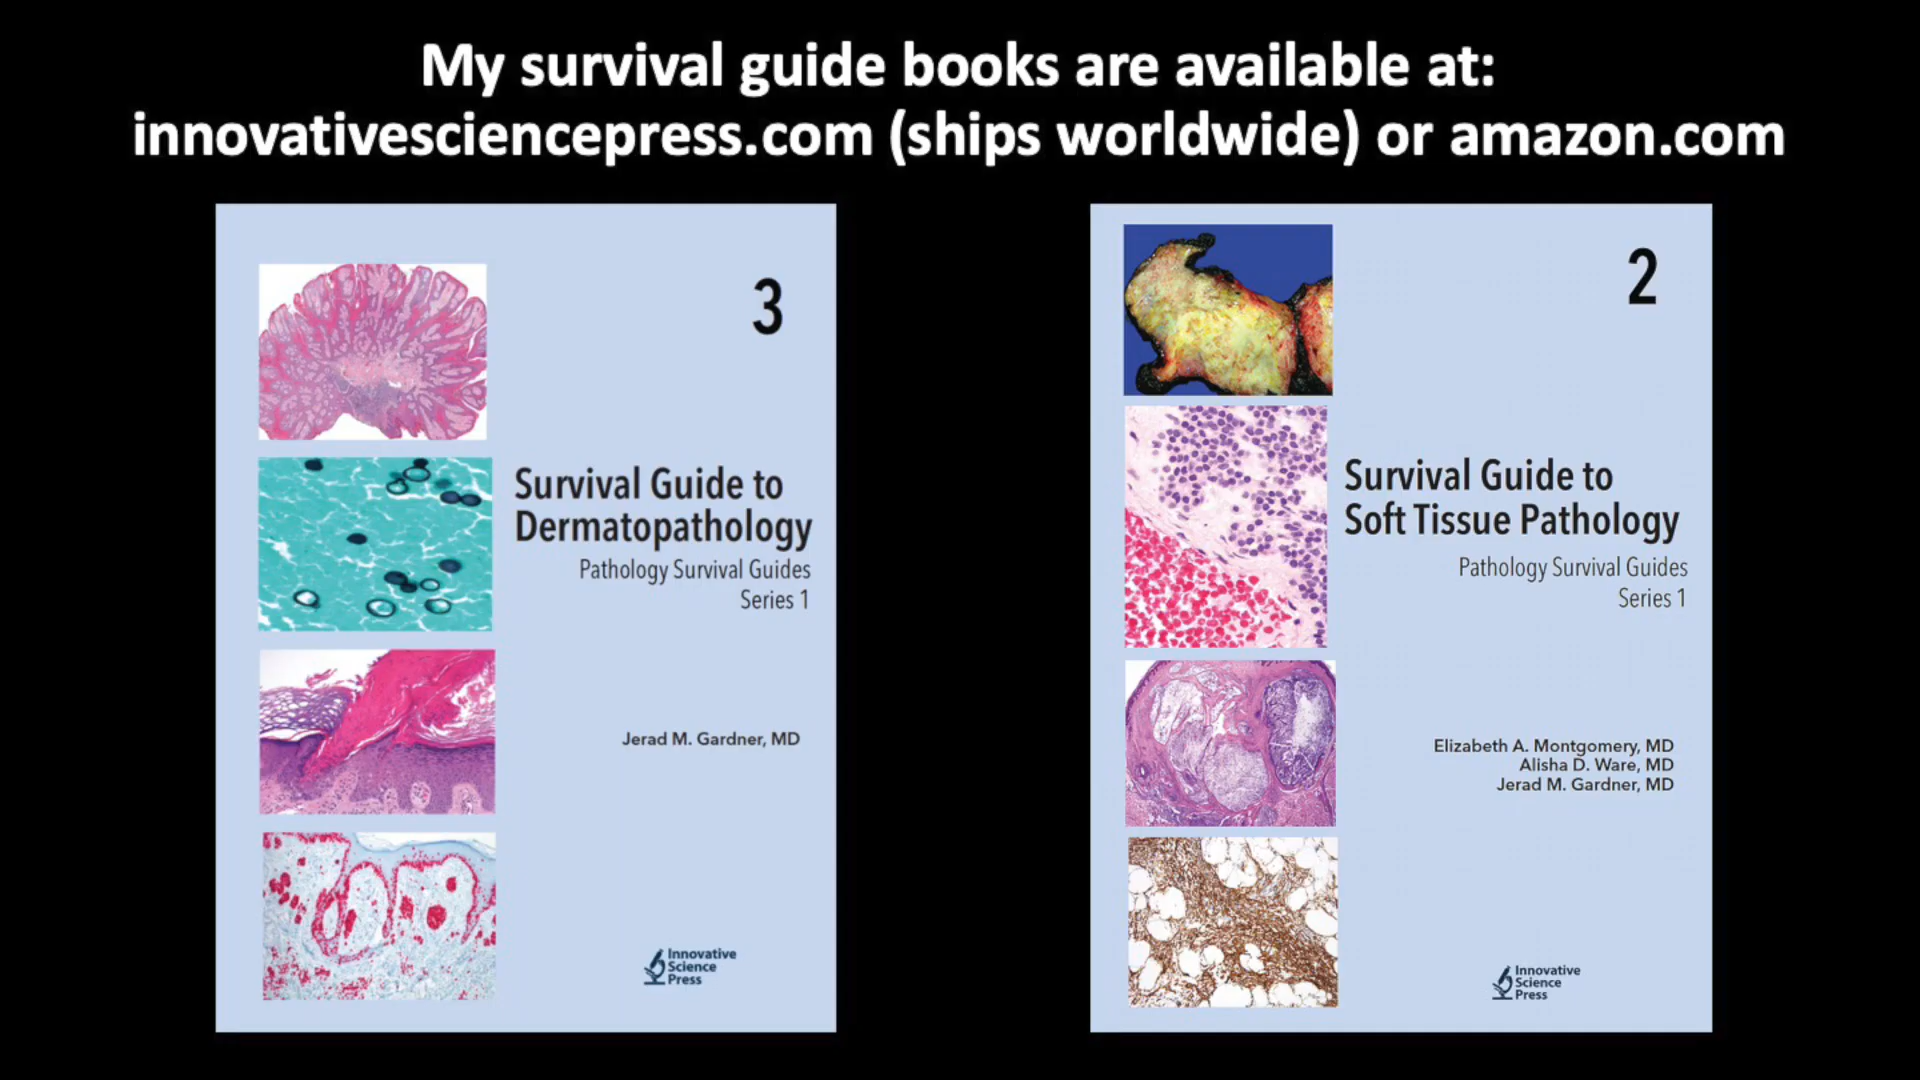 My survival guide books are available at:
innovativesciencepress.com (ships worldwide) or amazon.com
3
Survival Guide to
Dermatopathology
Pathology Survival Guides
Series 1
Jerad M. Gardner, MD
Innovative
Science
Press
2
Survival Guide to
Soft Tissue Pathology
Pathology Survival Guides
Series 1
Elizabeth A. Montgomery, MD
Alisha D. Ware, MD
Jerad M. Gardner, MD
Innovative
Science
Press